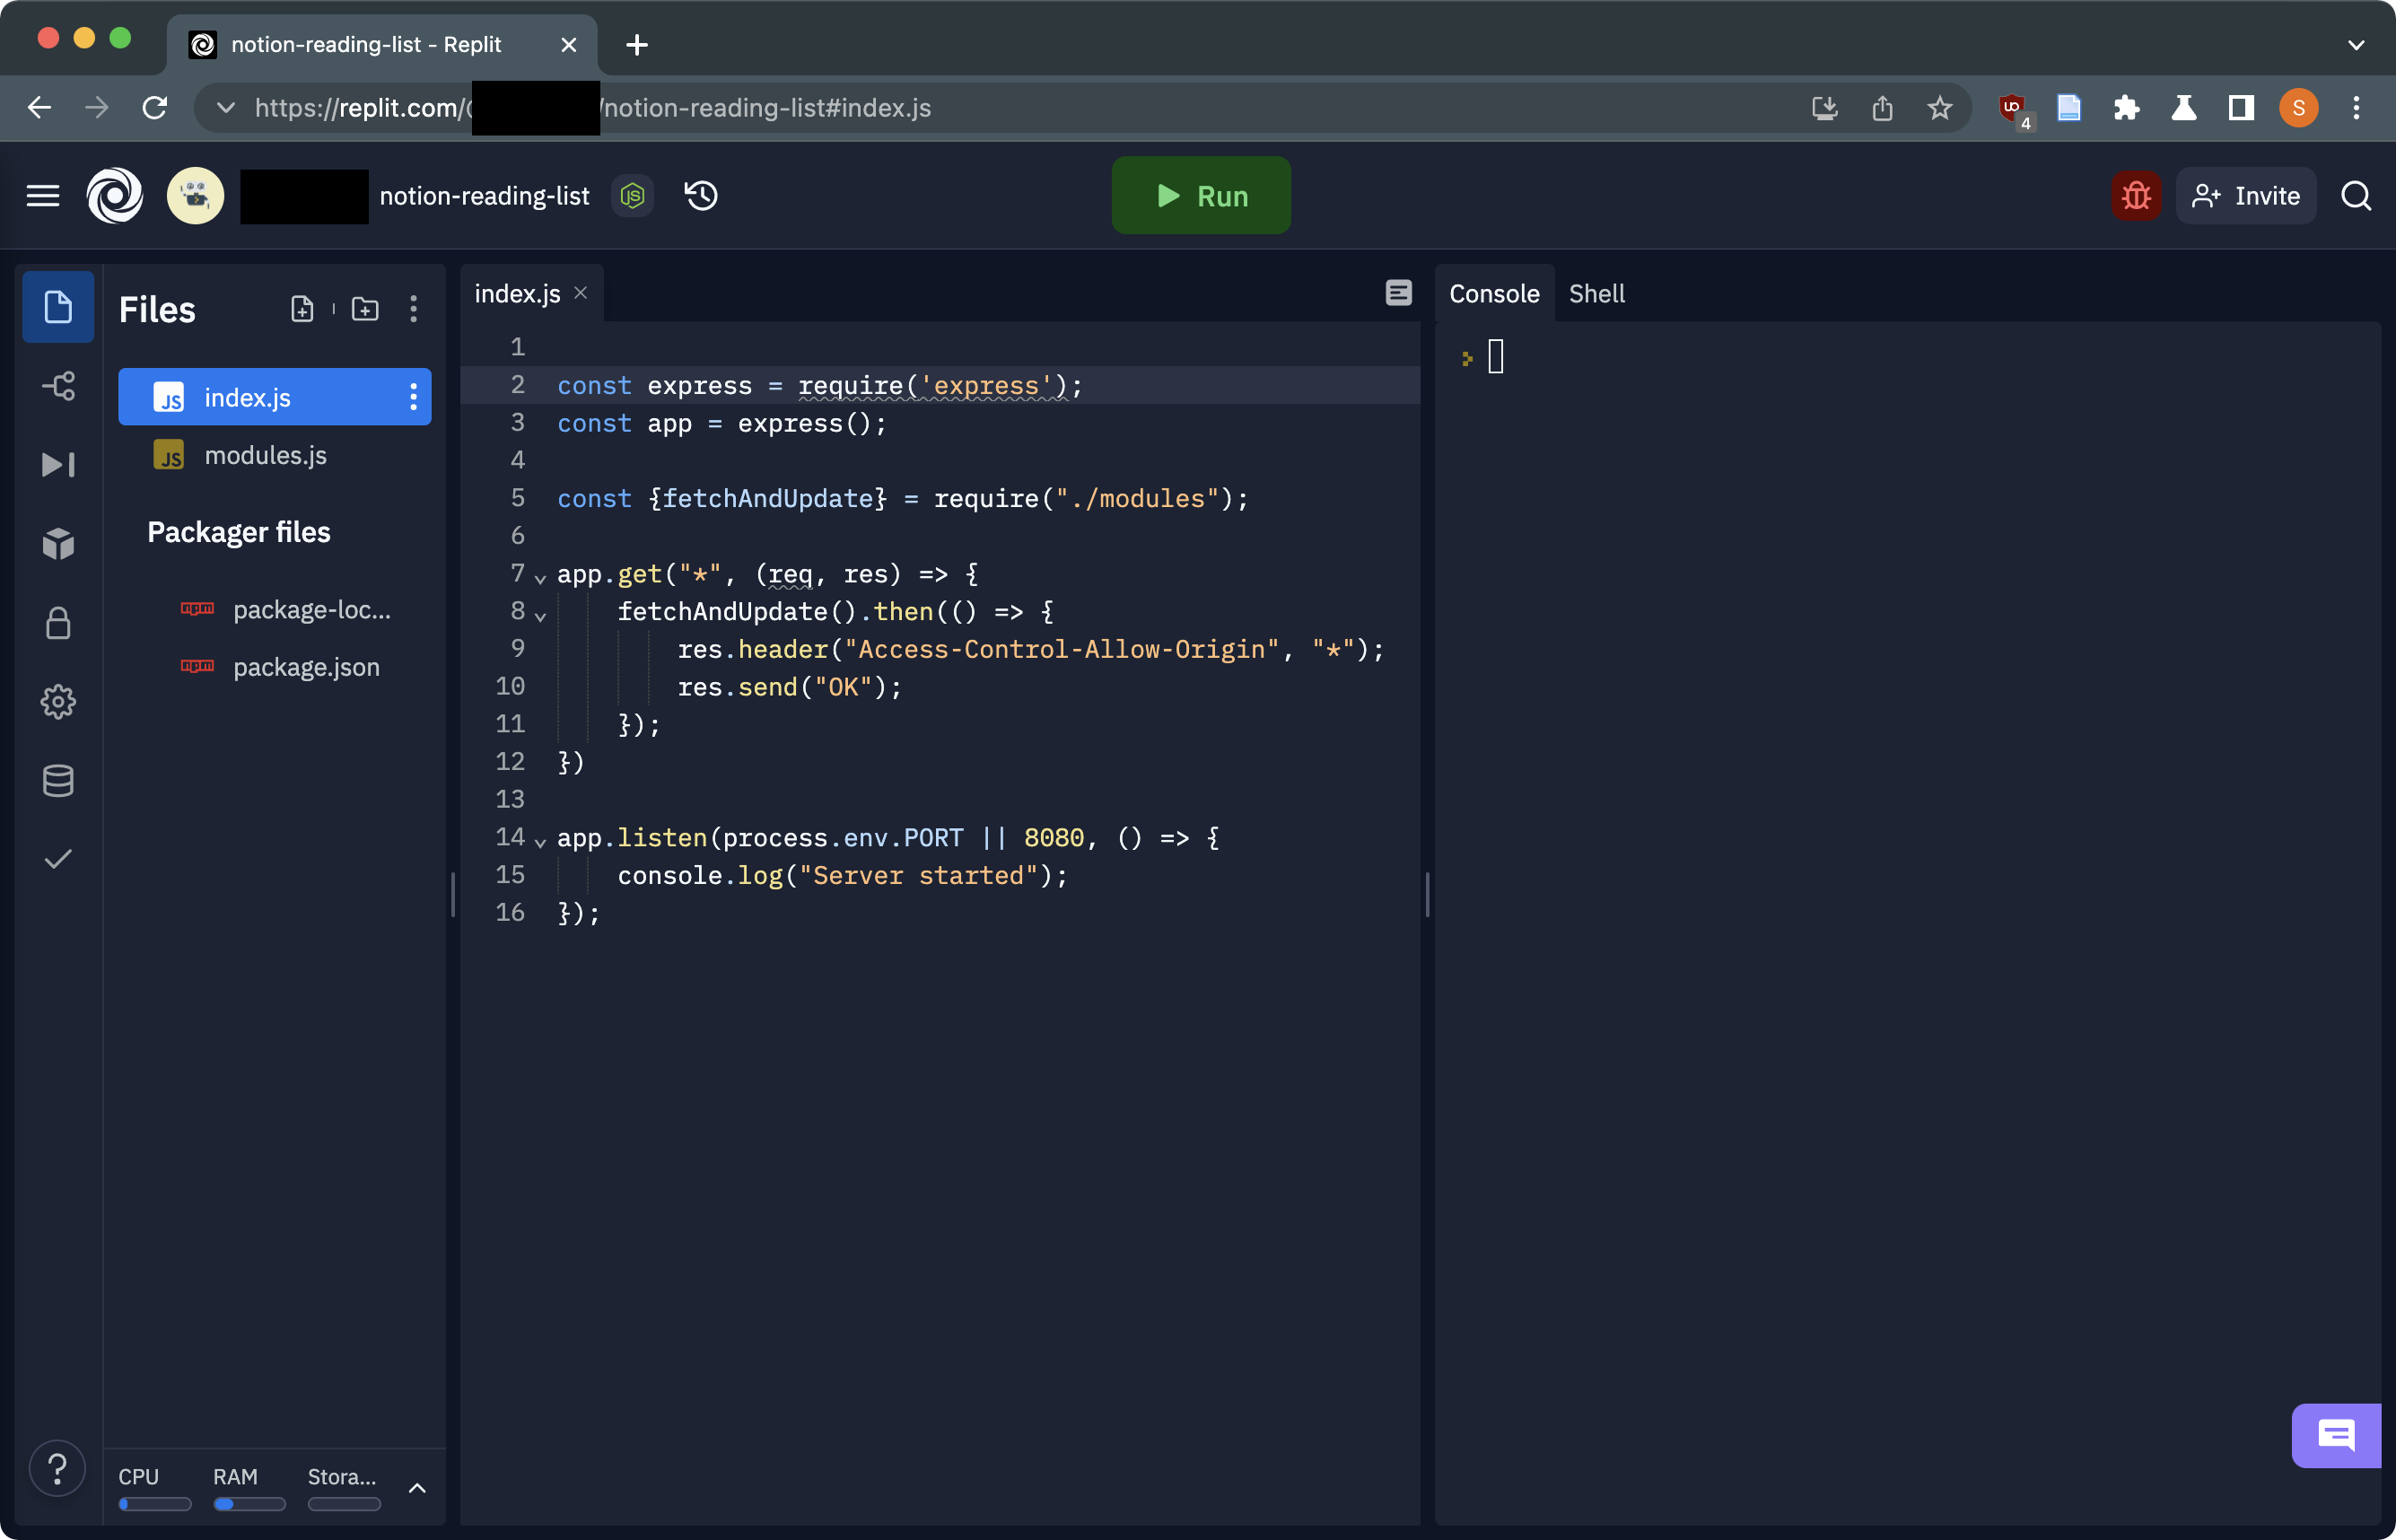 notion-reading-list - Replit
https://replit.com/@ /notion-reading-list#index.js
4
S
notion-reading-list
JS
Run
Invite
Files
JS index.js
JS modules.js
Packager files
package-loc...
package.json
CPU RAM Stora...
?
index.js
1
2 const express = require('express');
3 const app = express();
4
5 const {fetchAndUpdate} = require("./modules");
6
7 app.get("*", (req, res) => {
8 fetchAndUpdate().then(() => {
9 res.header("Access-Control-Allow-Origin", "*");
10 res.send("OK");
11 });
12 })
13
14 app.listen(process.env.PORT || 8080, () => {
15 console.log("Server started");
16 });
Console Shell